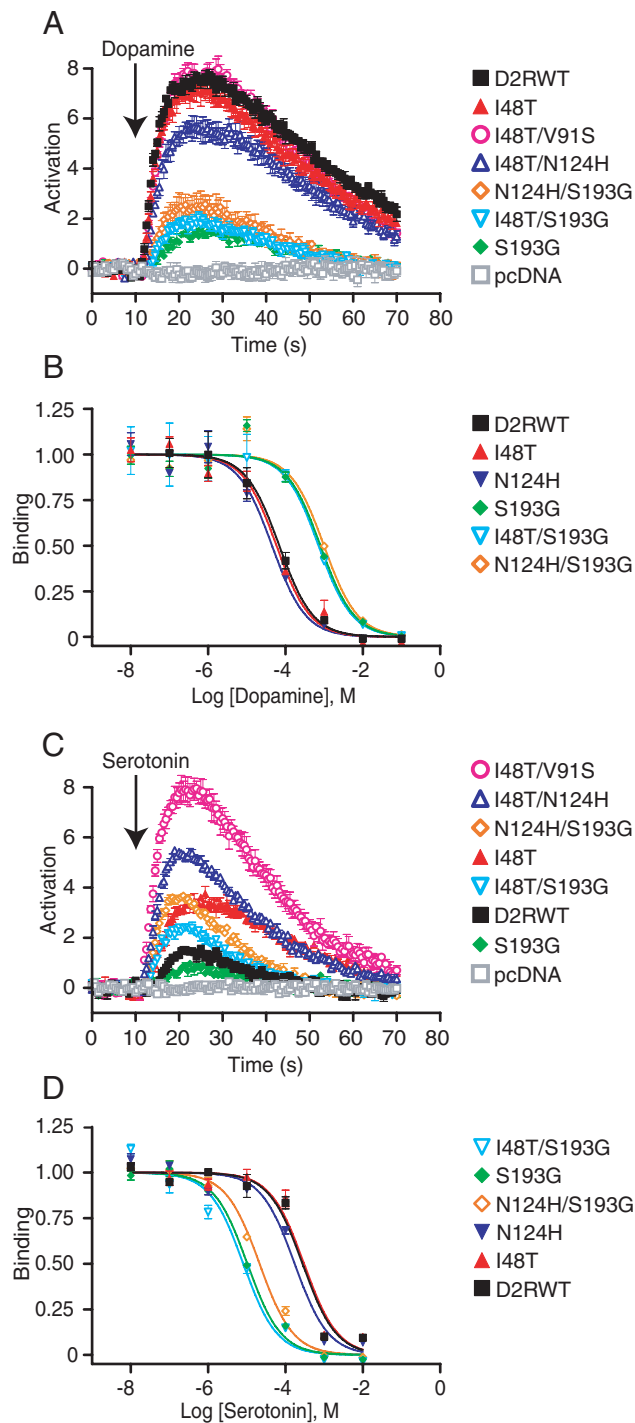 A
Dopamine
8
6
4
2
0
Activation
0 10 20 30 40 50 60 70 80
Time (s)
D2RWT
I48T
I48T/V91S
I48T/N124H
N124H/S193G
I48T/S193G
S193G
pcDNA
B
1.25
1.00
0.75
0.50
0.25
0
Binding
-8 -6 -4 -2 0
Log [Dopamine], M
D2RWT
I48T
N124H
S193G
I48T/S193G
N124H/S193G
C
Serotonin
8
6
4
2
0
Activation
0 10 20 30 40 50 60 70 80
Time (s)
I48T/V91S
I48T/N124H
N124H/S193G
I48T
I48T/S193G
D2RWT
S193G
pcDNA
D
1.25
1.00
0.75
0.50
0.25
0
Binding
-8 -6 -4 -2 0
Log [Serotonin], M
I48T/S193G
S193G
N124H/S193G
N124H
I48T
D2RWT